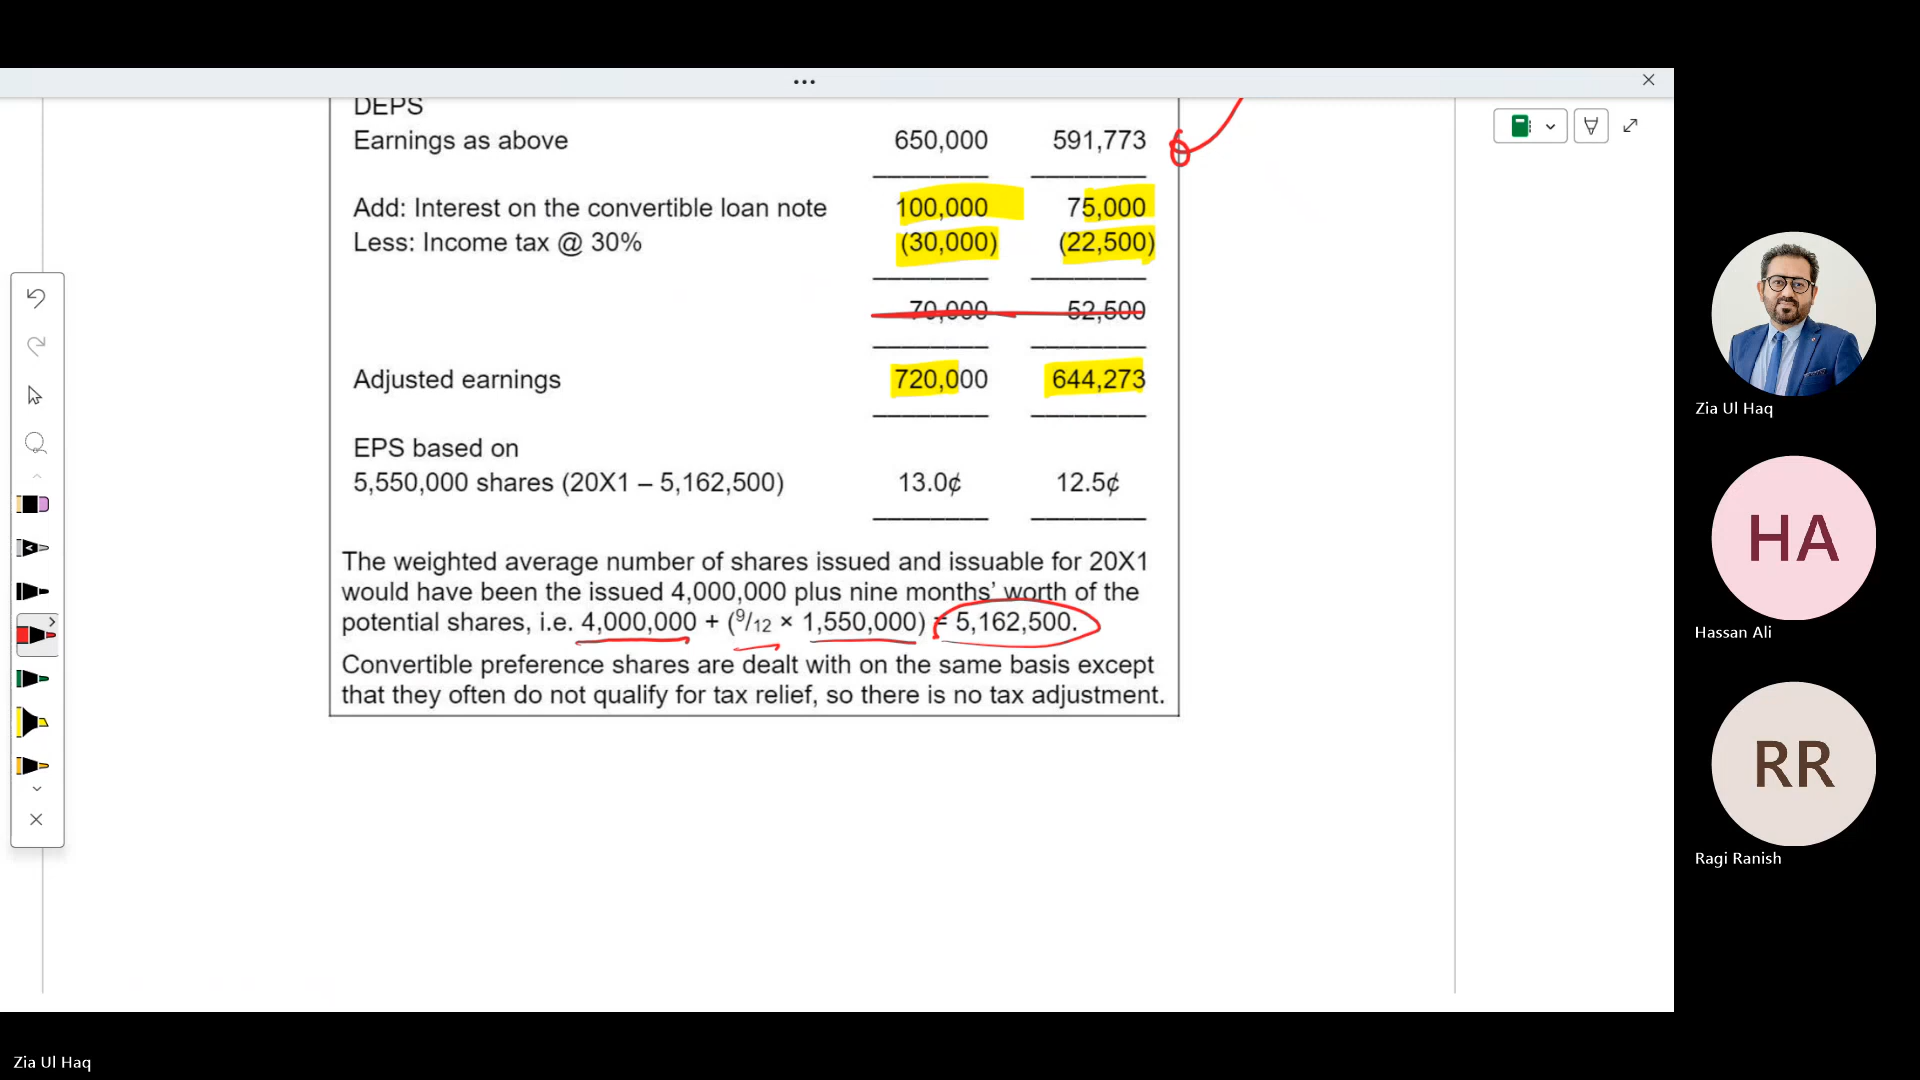 DEPS
Earnings as above 650,000 591,773
Add: Interest on the convertible loan note 100,000 75,000
Less: Income tax @ 30% (30,000) (22,500)
70,000 52,500
Adjusted earnings 720,000 644,273
EPS based on
5,550,000 shares (20X1 – 5,162,500) 13.0¢ 12.5¢
The weighted average number of shares issued and issuable for 20X1
would have been the issued 4,000,000 plus nine months’ worth of the
potential shares, i.e. 4,000,000 + (9/12 × 1,550,000) = 5,162,500.
Convertible preference shares are dealt with on the same basis except
that they often do not qualify for tax relief, so there is no tax adjustment.
Zia Ul Haq
HA
Hassan Ali
RR
Ragi Ranish
Zia Ul Haq